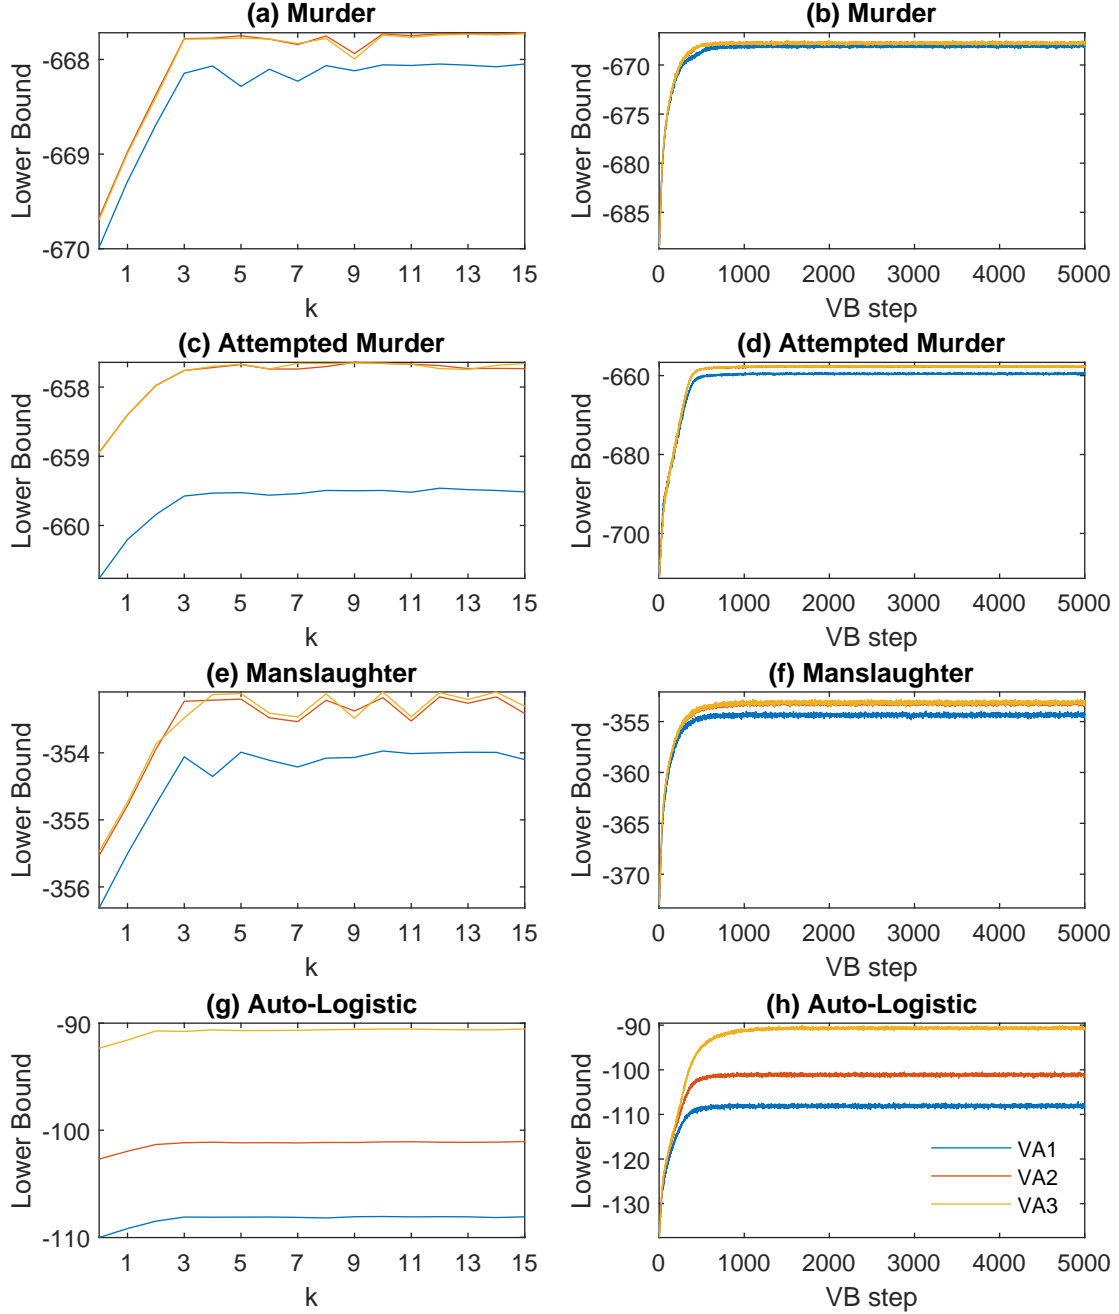 (a) Murder
Lower Bound
-668
-669
-670
1 3 5 7 9 11 13 15
k
(b) Murder
Lower Bound
-670
-675
-680
-685
0 1000 2000 3000 4000 5000
VB step
(c) Attempted Murder
Lower Bound
-658
-659
-660
1 3 5 7 9 11 13 15
k
(d) Attempted Murder
Lower Bound
-660
-680
-700
0 1000 2000 3000 4000 5000
VB step
(e) Manslaughter
Lower Bound
-354
-355
-356
1 3 5 7 9 11 13 15
k
(f) Manslaughter
Lower Bound
-355
-360
-365
-370
0 1000 2000 3000 4000 5000
VB step
(g) Auto-Logistic
Lower Bound
-90
-100
-110
1 3 5 7 9 11 13 15
k
(h) Auto-Logistic
Lower Bound
-90
-100
-110
-120
-130
VA1
VA2
VA3
0 1000 2000 3000 4000 5000
VB step